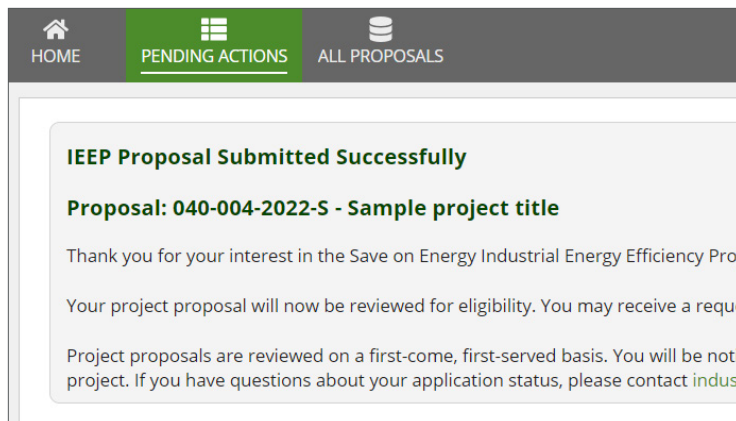 HOME
PENDING ACTIONS
ALL PROPOSALS
IEEP Proposal Submitted Successfully
Proposal: 040-004-2022-S - Sample project title
Thank you for your interest in the Save on Energy Industrial Energy Efficiency Pro
Your project proposal will now be reviewed for eligibility. You may receive a requ
Project proposals are reviewed on a first-come, first-served basis. You will be not
project. If you have questions about your application status, please contact indus